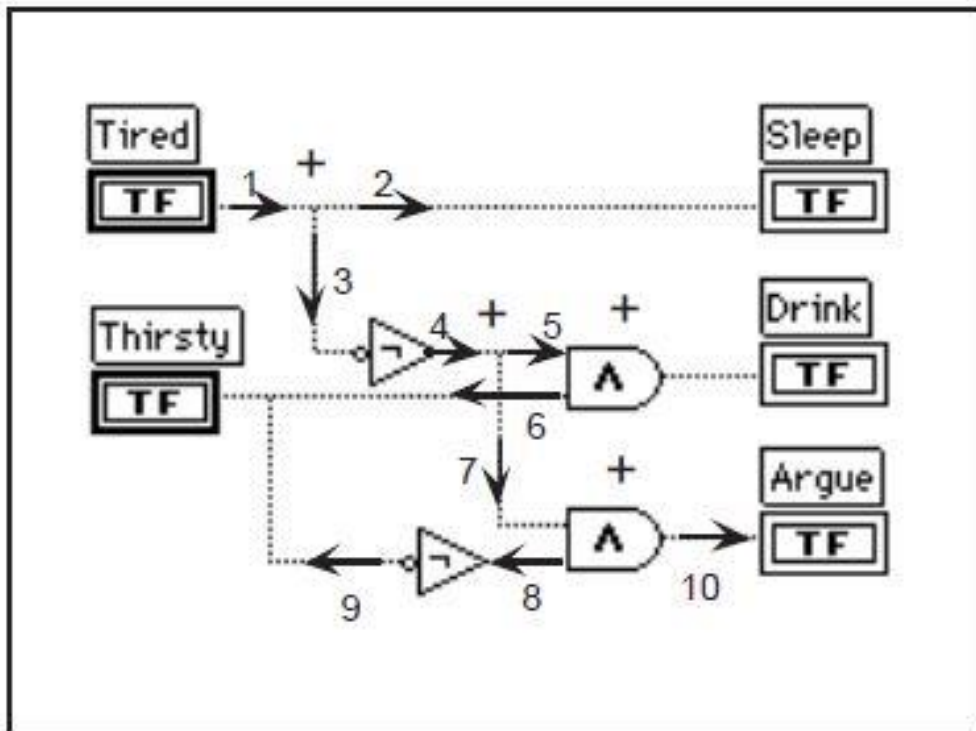 Tired
Sleep
TF
1
+
2
TF
3
Thirsty
4
+
5
+
Drink
¬
TF
∧
TF
6
7
+
Argue
∧
TF
¬
9
8
10